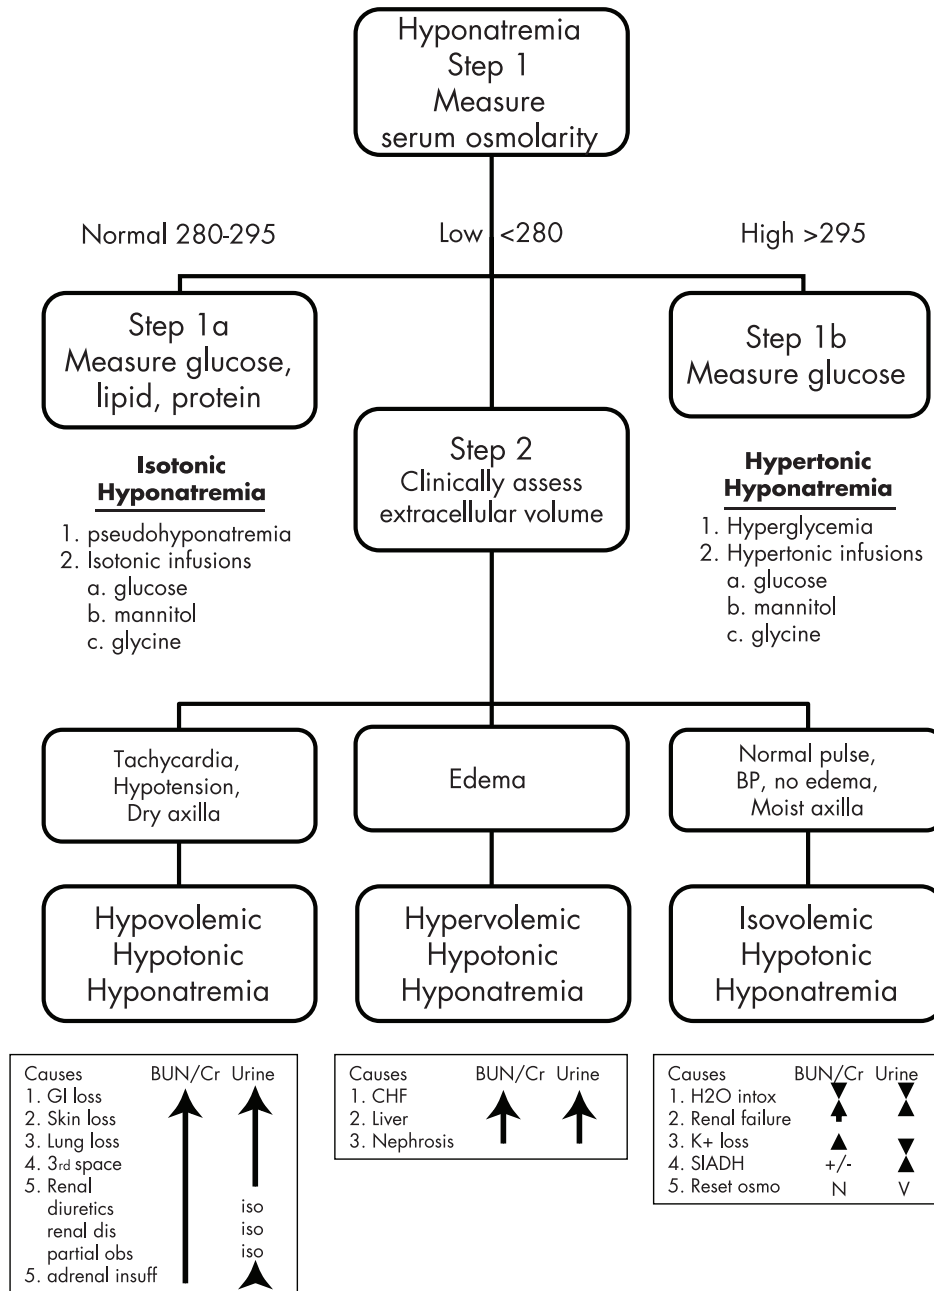 Hyponatremia
Step 1
Measure
serum osmolarity
Normal 280-295
Low <280
High >295
Step 1a
Measure glucose,
lipid, protein
Step 1b
Measure glucose
Step 2
Clinically assess
extracellular volume
Isotonic
Hyponatremia
1. pseudohyponatremia
2. Isotonic infusions
a. glucose
b. mannitol
c. glycine
Hypertonic
Hyponatremia
1. Hyperglycemia
2. Hypertonic infusions
a. glucose
b. mannitol
c. glycine
Tachycardia,
Hypotension,
Dry axilla
Edema
Normal pulse,
BP, no edema,
Moist axilla
Hypovolemic
Hypotonic
Hyponatremia
Hypervolemic
Hypotonic
Hyponatremia
Isovolemic
Hypotonic
Hyponatremia
Causes BUN/Cr Urine
1. GI loss
2. Skin loss
3. Lung loss
4. 3rd space
5. Renal
diuretics iso
renal dis iso
partial obs iso
5. adrenal insuff
Causes BUN/Cr Urine
1. CHF
2. Liver
3. Nephrosis
Causes BUN/Cr Urine
1. H2O intox
2. Renal failure
3. K+ loss
4. SIADH +/-
5. Reset osmo N V